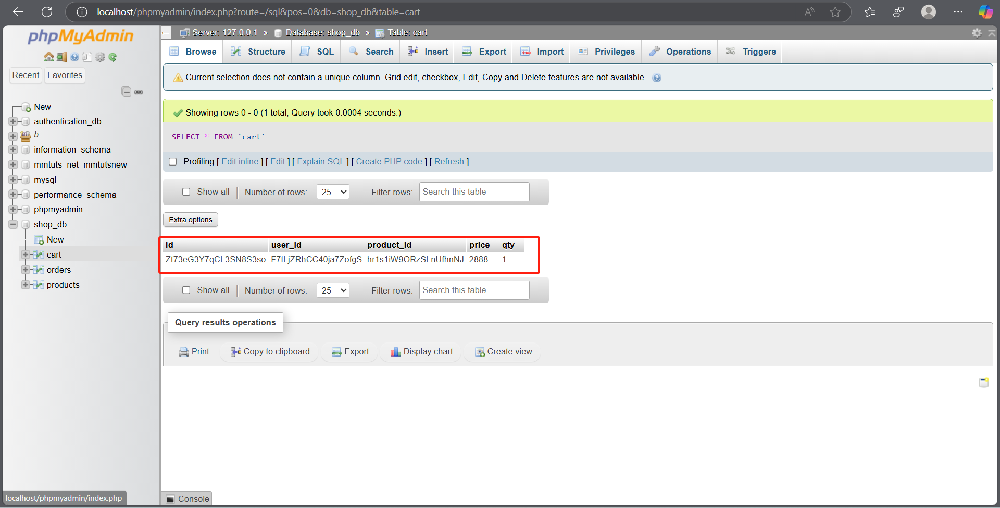 localhost/phpmyadmin/index.php?route=/sql&pos=0&db=shop_db&table=cart
phpMyAdmin
Recent Favorites
New
authentication_db
b
information_schema
mmtuts_net_mmtutsnew
mysql
performance_schema
phpmyadmin
shop_db
New
cart
orders
products
localhost/phpmyadmin/index.php
Server: 127.0.0.1 » Database: shop_db » Table: cart
Browse Structure SQL Search Insert Export Import Privileges Operations Triggers
Current selection does not contain a unique column. Grid edit, checkbox, Edit, Copy and Delete features are not available.
Showing rows 0 - 0 (1 total, Query took 0.0004 seconds.)
SELECT * FROM `cart`
Profiling [ Edit inline ] [ Edit ] [ Explain SQL ] [ Create PHP code ] [ Refresh ]
Show all | Number of rows: 25 Filter rows: Search this table
Extra options
id user_id product_id price qty
Zt73eG3Y7qCL3SN8S3so F7tLjZRhCC40ja7ZofgS hr1s1iW9ORzSLnUfhnNJ 2888 1
Show all | Number of rows: 25 Filter rows: Search this table
Query results operations
Print Copy to clipboard Export Display chart Create view
Console